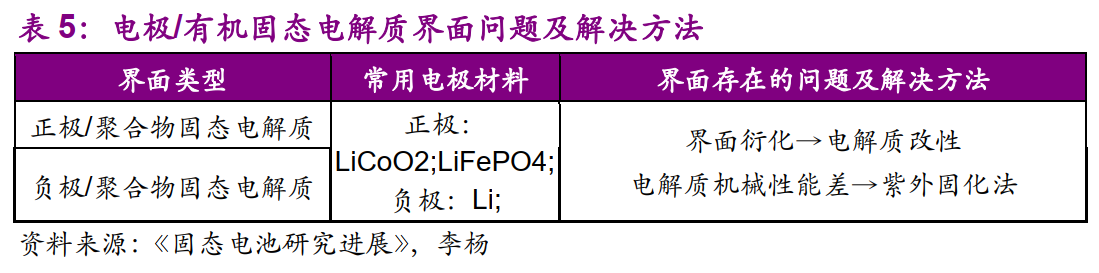 表 5：电极/有机固态电解质界面问题及解决方法
界面类型
常用电极材料
界面存在的问题及解决方法
正极/聚合物固态电解质
负极/聚合物固态电解质
正极：
LiCoO2;LiFePO4;
负极：Li;
界面衍化→电解质改性
电解质机械性能差→紫外固化法
资料来源：《固态电池研究进展》，李杨